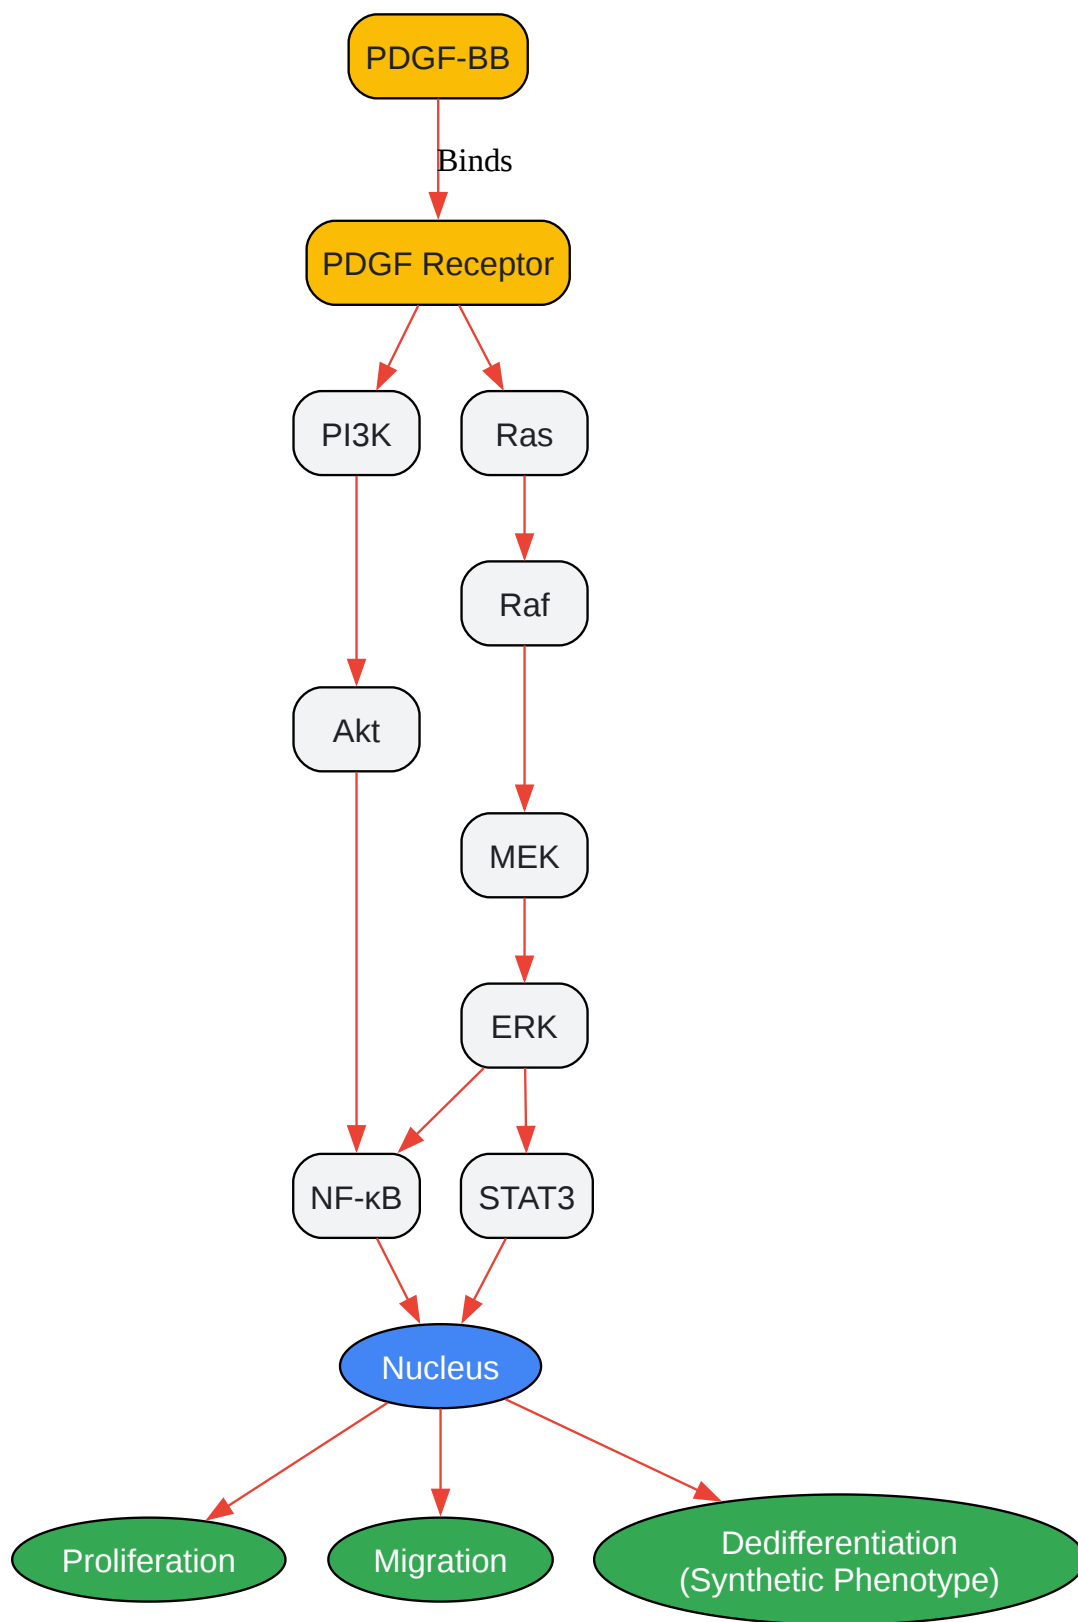 PDGF-BB
Binds
PDGF Receptor
PI3K
Ras
Raf
Akt
MEK
ERK
NF-κB
STAT3
Nucleus
Proliferation
Migration
Dedifferentiation
(Synthetic Phenotype)